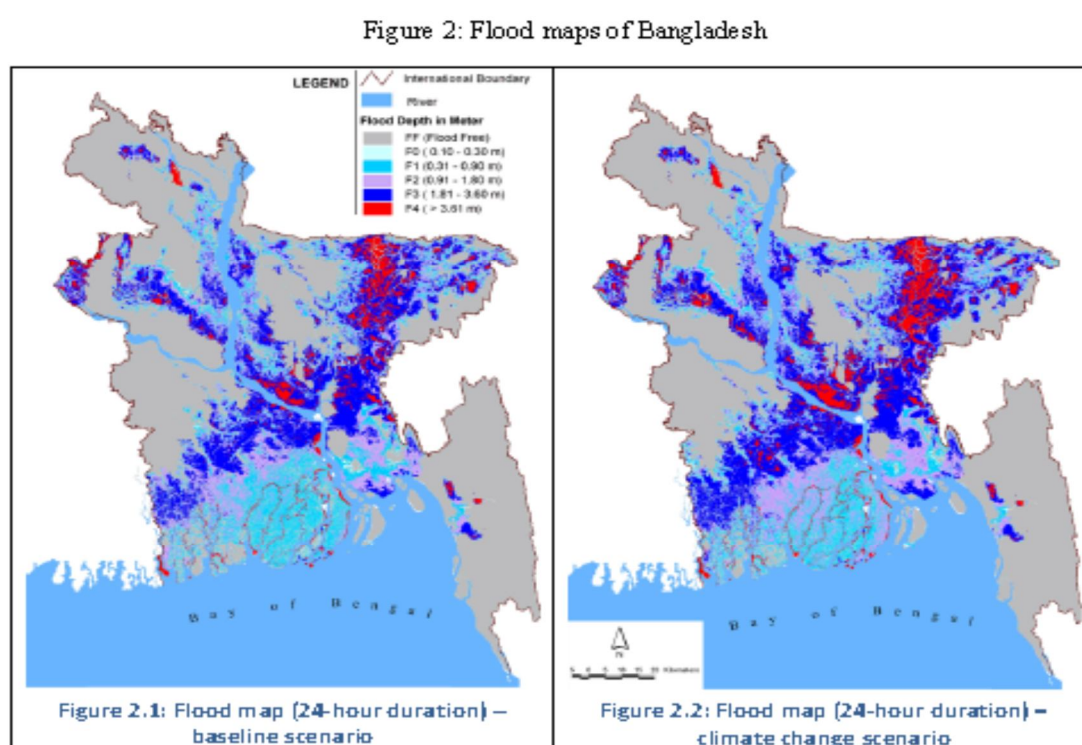 Figure 2: Flood maps of Bangladesh
LEGEND
International Boundary
River
Flood Depth in Meter
FF (Flood Free)
F0 ( 0.10 - 0.30 m)
F1 (0.31 - 0.90 m)
F2 (0.91 - 1.80 m)
F3 ( 1.81 - 3.60 m)
F4 ( > 3.61 m)
Bay of Bengal
Bay of Bengal
N
Kilometers
Figure 2.1: Flood map (24-hour duration) –
baseline scenario
Figure 2.2: Flood map (24-hour duration) –
climate change scenario